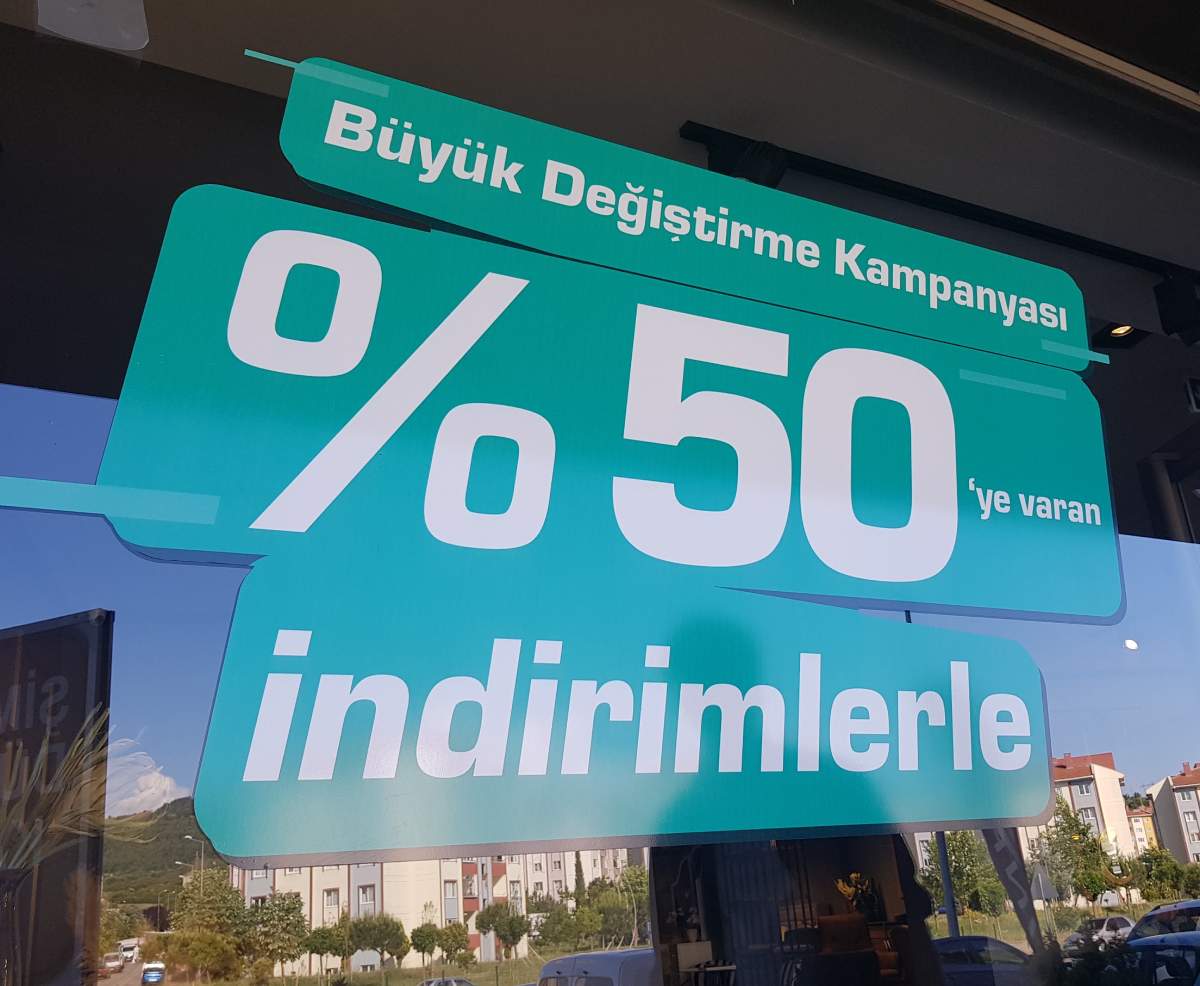 Büyük Değiştirme Kampanyası
%50 'ye varan
indirimlerle